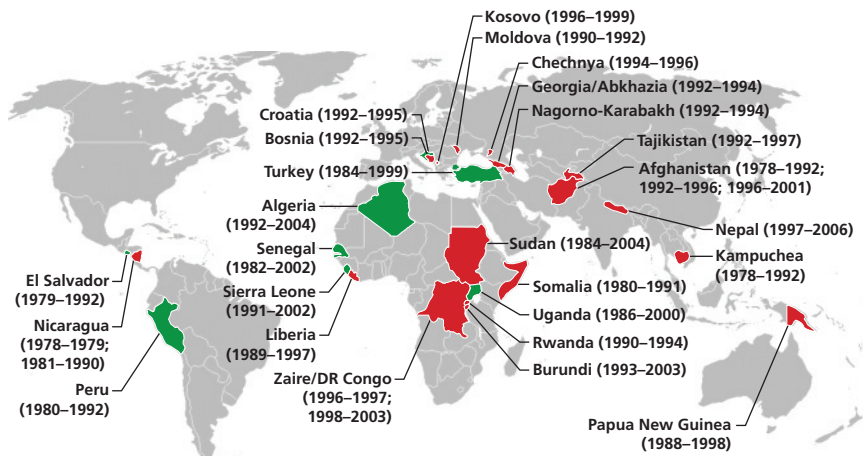 Kosovo (1996–1999)
Moldova (1990–1992)
Chechnya (1994–1996)
Georgia/Abkhazia (1992–1994)
Nagorno-Karabakh (1992–1994)
Croatia (1992–1995)
Bosnia (1992–1995)
Turkey (1984–1999)
Tajikistan (1992–1997)
Afghanistan (1978–1992;
1992–1996; 1996–2001)
Algeria
(1992–2004)
Nepal (1997–2006)
Senegal
(1982–2002)
Sudan (1984–2004)
Kampuchea
(1978–1992)
El Salvador
(1979–1992)
Sierra Leone
(1991–2002)
Somalia (1980–1991)
Uganda (1986–2000)
Nicaragua
(1978–1979;
1981–1990)
Liberia
(1989–1997)
Rwanda (1990–1994)
Burundi (1993–2003)
Peru
(1980–1992)
Zaire/DR Congo
(1996–1997;
1998–2003)
Papua New Guinea
(1988–1998)